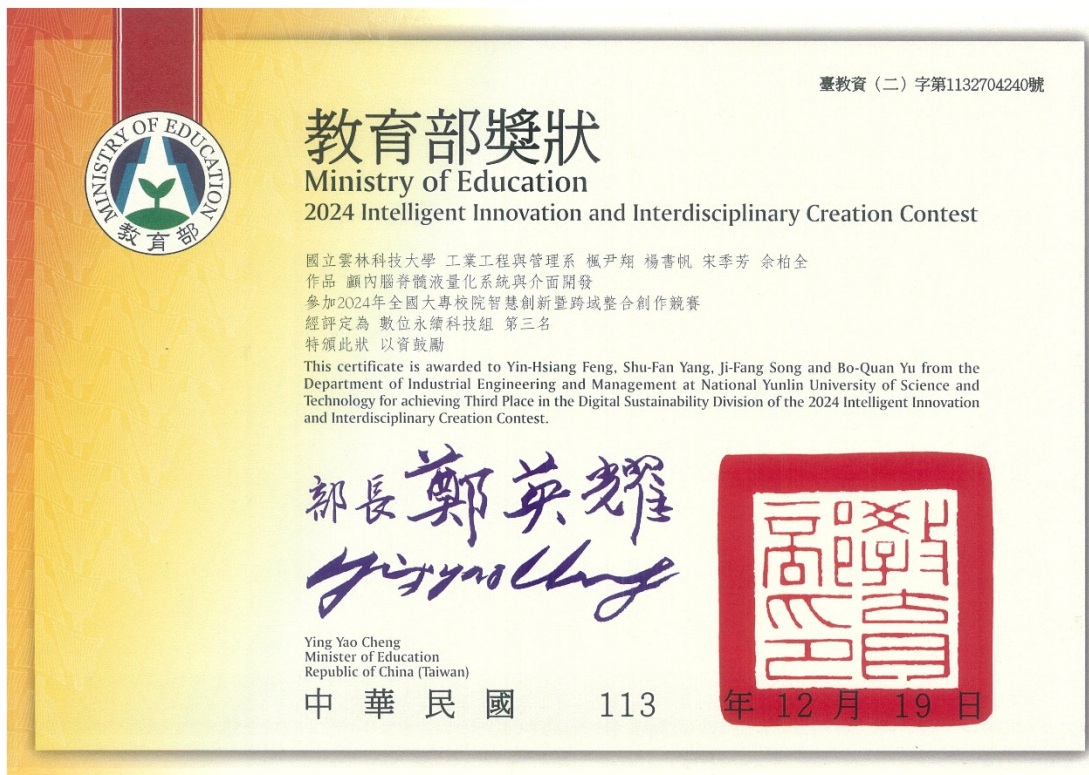 臺教資（二）字第1132704240號
MINISTRY OF EDUCATION
教育部
教育部獎狀
Ministry of Education
2024 Intelligent Innovation and Interdisciplinary Creation Contest
國立雲林科技大學 工業工程與管理系 楓尹翔 楊書帆 宋季芳 余柏全
作品 顱內腦脊髓液量化系統與介面開發
參加2024年全國大專校院智慧創新暨跨域整合創作競賽
經評定為 數位永續科技組 第三名
特頒此狀 以資鼓勵
This certificate is awarded to Yin-Hsiang Feng, Shu-Fan Yang, Ji-Fang Song and Bo-Quan Yu from the
Department of Industrial Engineering and Management at National Yunlin University of Science and
Technology for achieving Third Place in the Digital Sustainability Division of the 2024 Intelligent Innovation
and Interdisciplinary Creation Contest.
部長 鄭英耀
Ying Yao Cheng
Minister of Education
Republic of China (Taiwan)
教育部印
中華民國 113 年 12 月 19 日